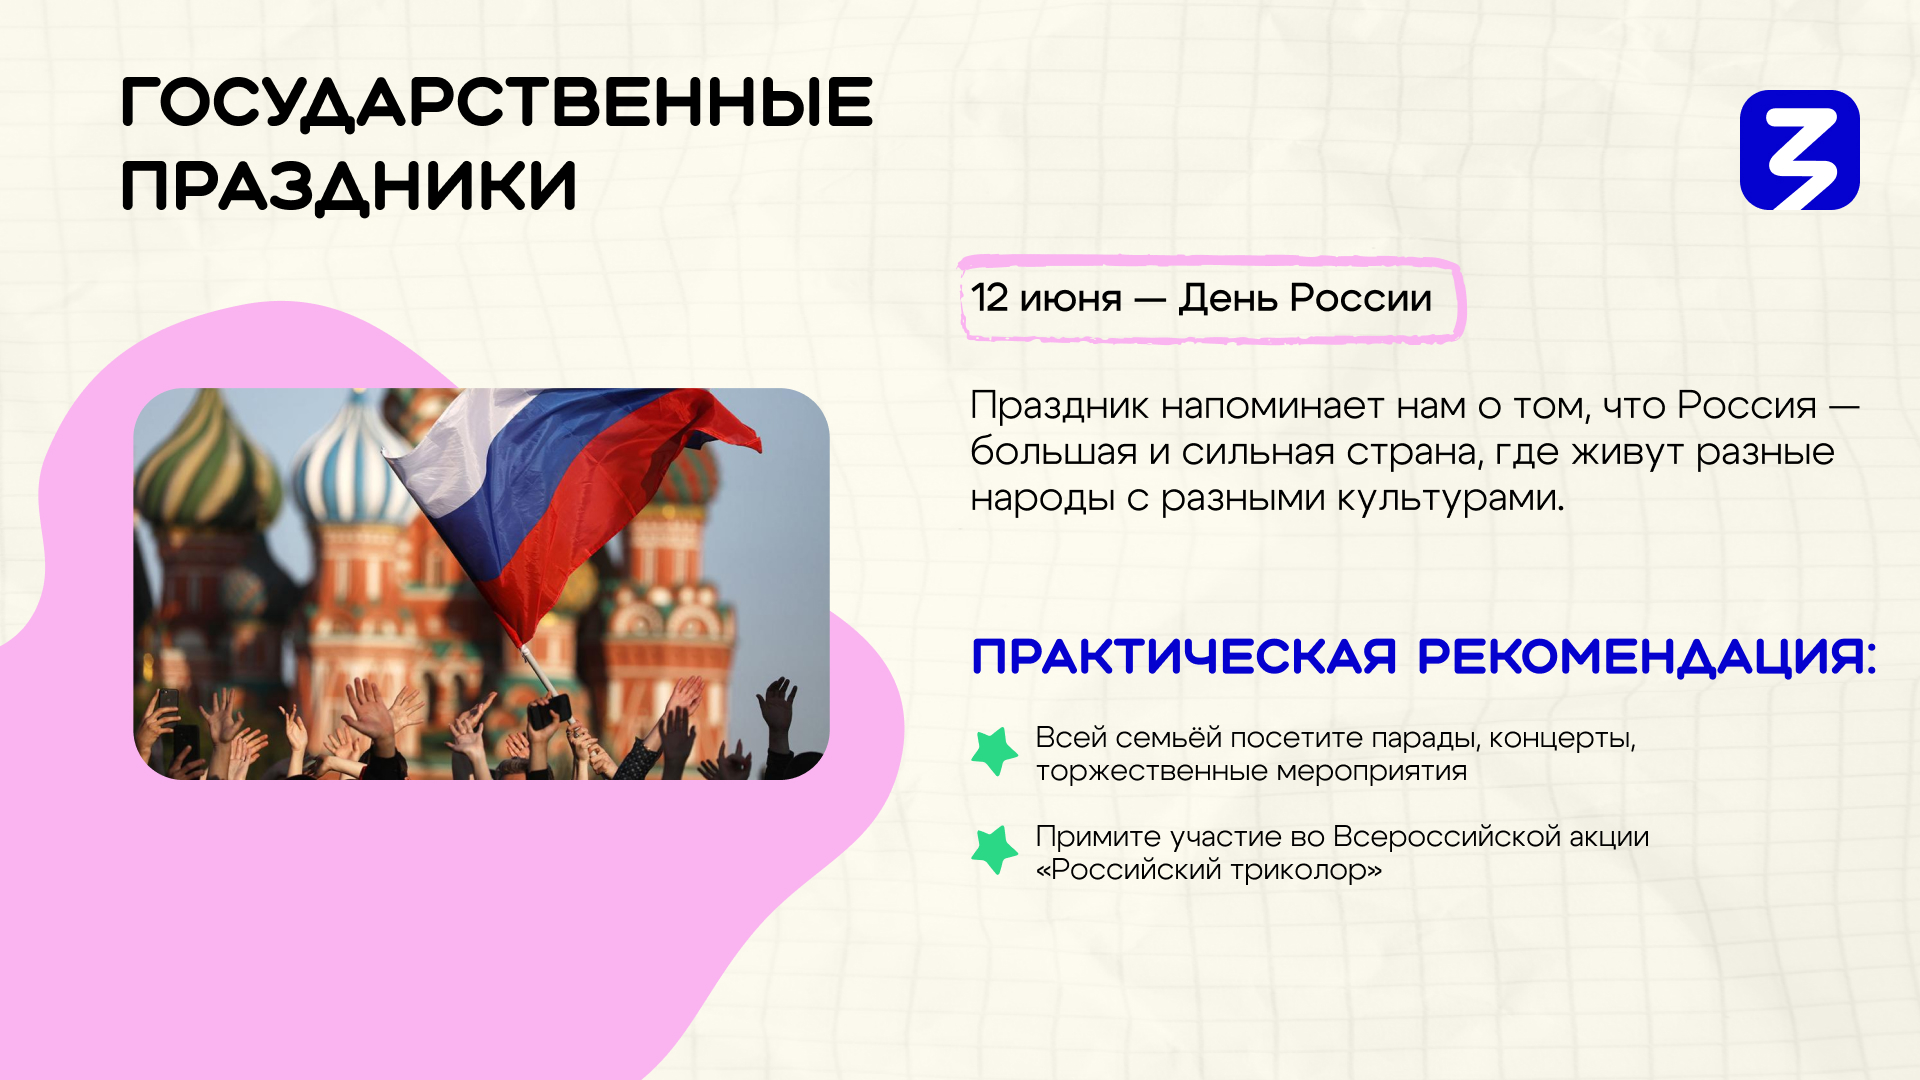 ГОСУДАРСТВЕННЫЕ
ПРАЗДНИКИ
12 июня — День России
Праздник напоминает нам о том, что Россия —
большая и сильная страна, где живут разные
народы с разными культурами.
ПРАКТИЧЕСКАЯ РЕКОМЕНДАЦИЯ:
Всей семьёй посетите парады, концерты,
торжественные мероприятия
Примите участие во Всероссийской акции
«Российский триколор»